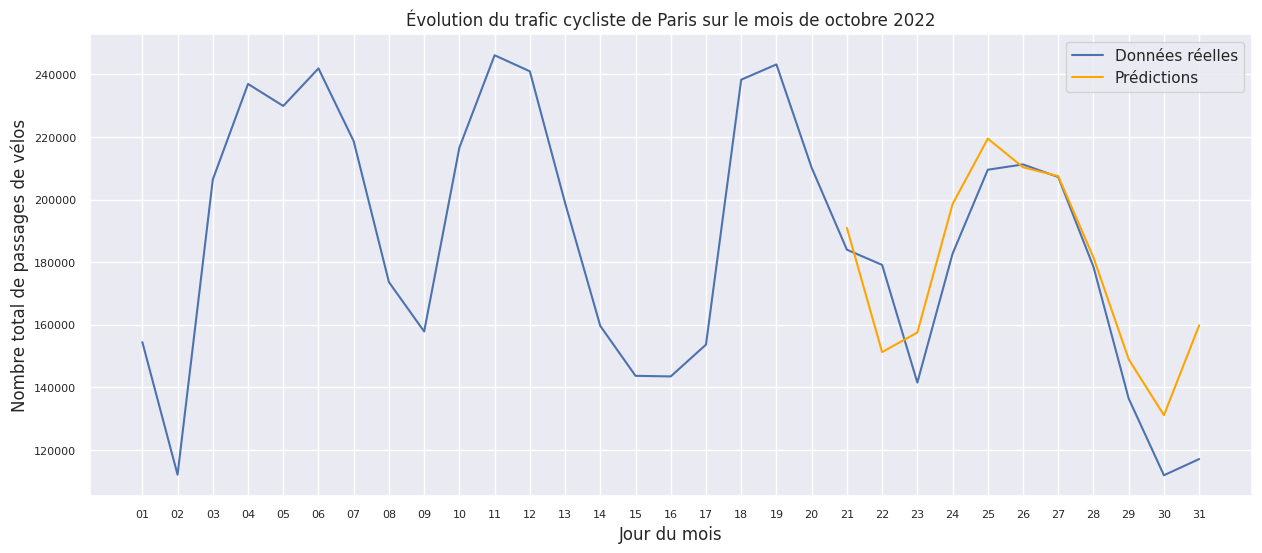 Évolution du trafic cycliste de Paris sur le mois de octobre 2022
Données réelles
Prédictions
Nombre total de passages de vélos
240000
220000
200000
180000
160000
140000
120000
01 02 03 04 05 06 07 08 09 10 11 12 13 14 15 16 17 18 19 20 21 22 23 24 25 26 27 28 29 30 31
Jour du mois